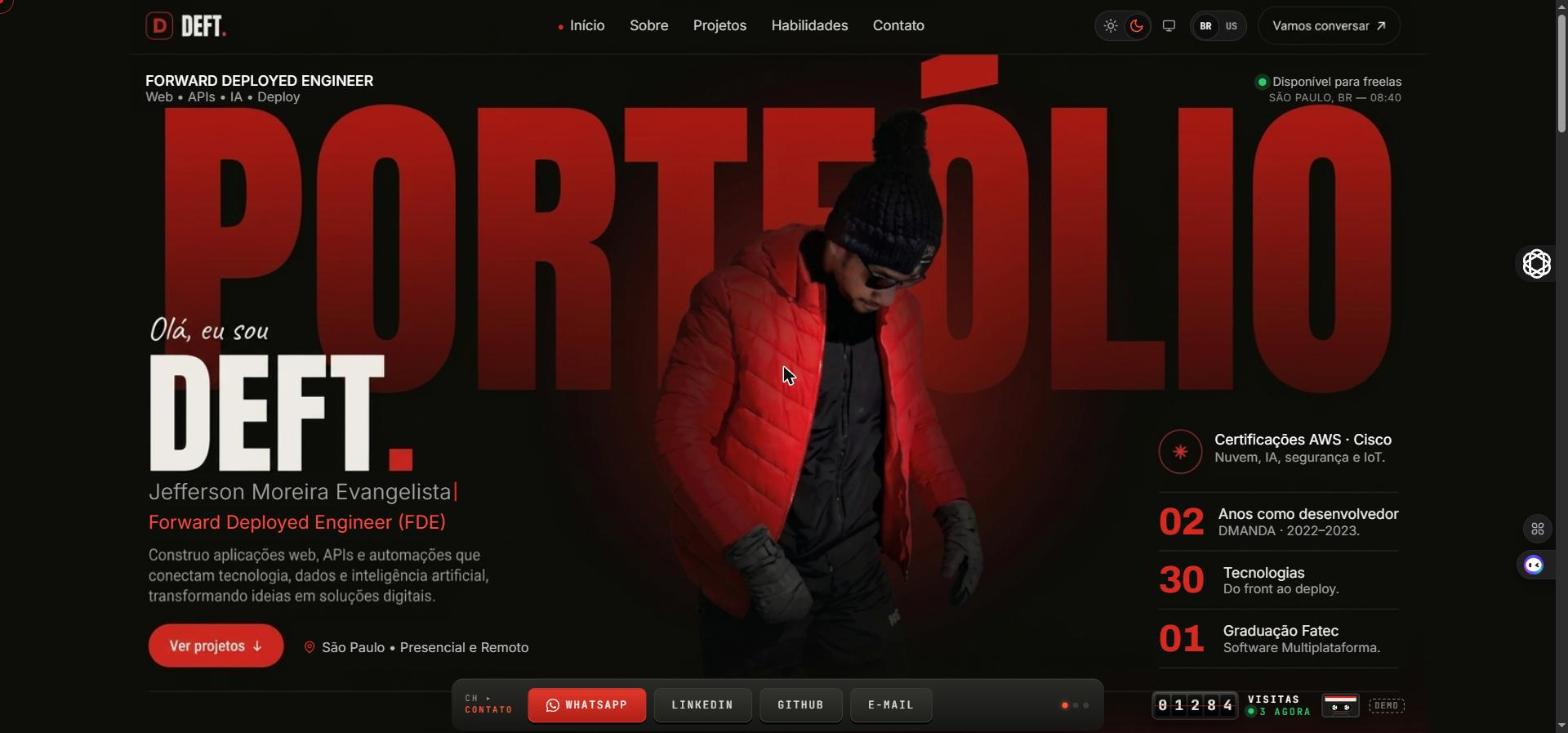 D DEFT.
Início Sobre Projetos Habilidades Contato
BR US
Vamos conversar ↗
FORWARD DEPLOYED ENGINEER
Web • APIs • IA • Deploy
Disponível para freelas
SÃO PAULO, BR — 08:40
PORTFÓLIO
Olá, eu sou
DEFT.
Jefferson Moreira Evangelista
Forward Deployed Engineer (FDE)
Construo aplicações web, APIs e automações que
conectam tecnologia, dados e inteligência artificial,
transformando ideias em soluções digitais.
Ver projetos ↓
São Paulo • Presencial e Remoto
Certificações AWS · Cisco
Nuvem, IA, segurança e IoT.
02 Anos como desenvolvedor
DMANDA · 2022–2023.
30 Tecnologias
Do front ao deploy.
01 Graduação Fatec
Software Multiplataforma.
CH ▸
CONTATO
WHATSAPP
LINKEDIN
GITHUB
E-MAIL
01284
VISITAS
3 AGORA
DEMO